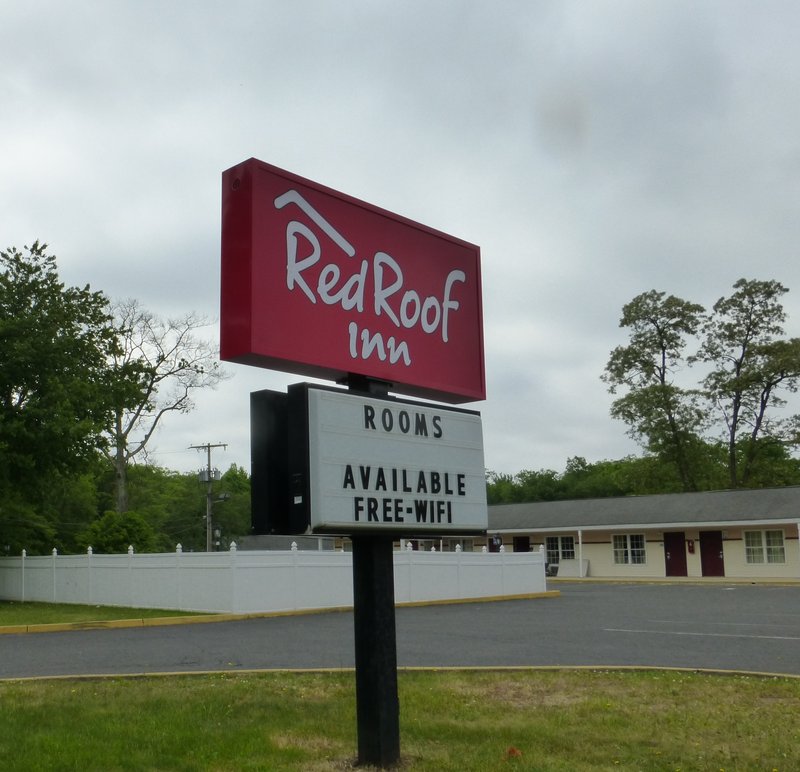 RedRoof
Inn
ROOMS
AVAILABLE
FREE-WIFI